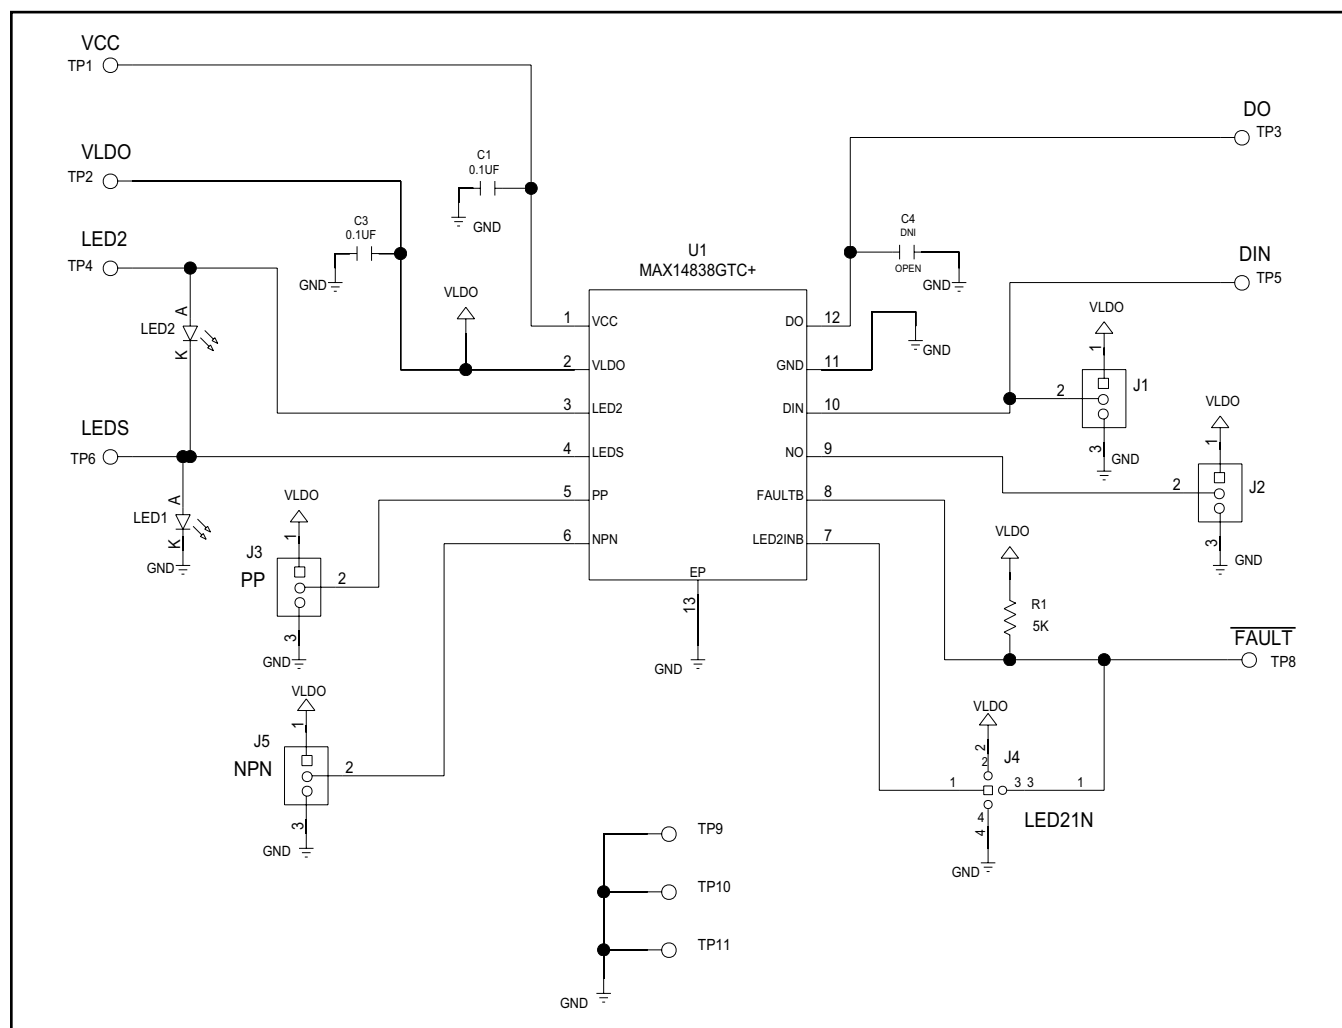 VCC
TP1
VLDO
TP2
C1
0.1UF
GND
C3
0.1UF
GND
LED2
TP4
A
LED2
K
VLDO
LEDS
TP6
A
LED1
K
GND
U1
MAX14838GTC+
1 VCC
2 VLDO
3 LED2
4 LEDS
5 PP
6 NPN
DO 12
GND 11
DIN 10
NO 9
FAULTB 8
LED2INB 7
EP
13
GND
DO
TP3
C4
DNI
OPEN
GND
GND
DIN
TP5
VLDO
1
2
J1
3
GND
VLDO
1
2
J2
3
GND
VLDO
1
J3
PP
2
3
GND
VLDO
1
J5
NPN
2
3
GND
VLDO
R1
5K
FAULT
TP8
VLDO
2
2
J4
1
3 3
1
4
4
LED21N
GND
TP9
TP10
TP11
GND